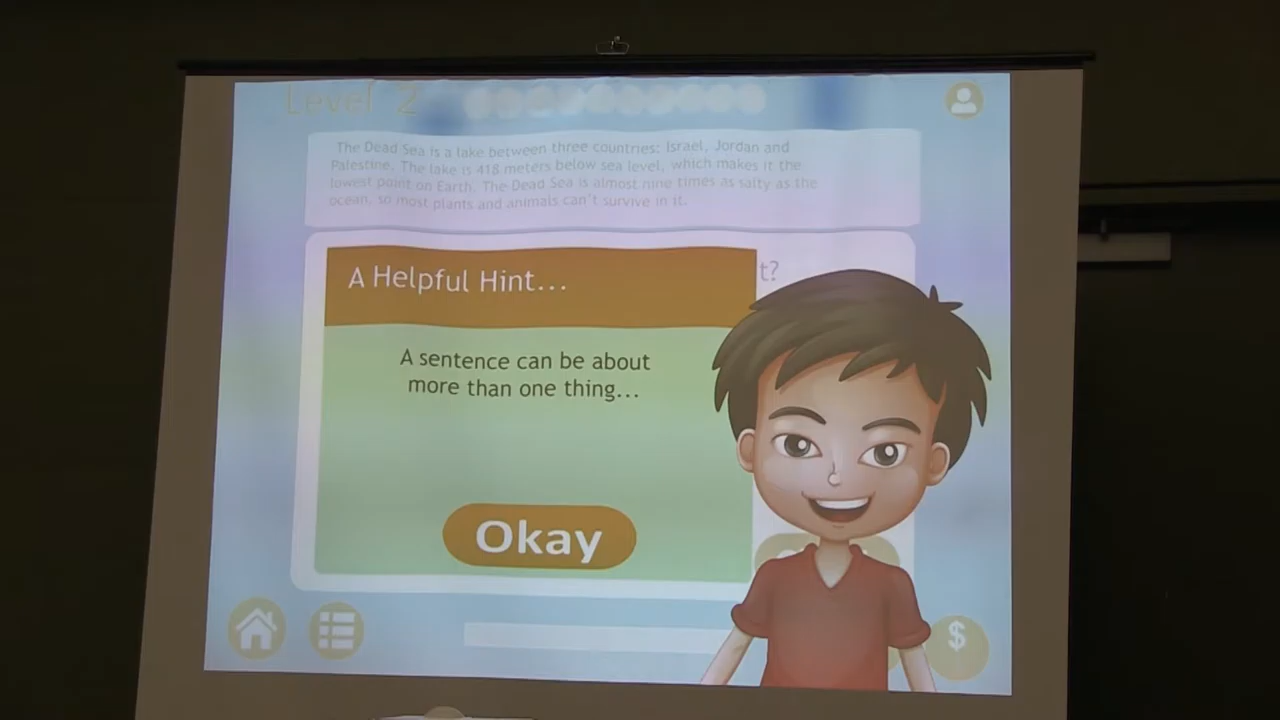 Level 2
The Dead Sea is a lake between three countries: Israel, Jordan and
Palestine. The lake is 418 meters below sea level, which makes it the
lowest point on Earth. The Dead Sea is almost nine times as salty as the
ocean, so most plants and animals can't survive in it.
t?
A Helpful Hint...
A sentence can be about
more than one thing...
Okay
$